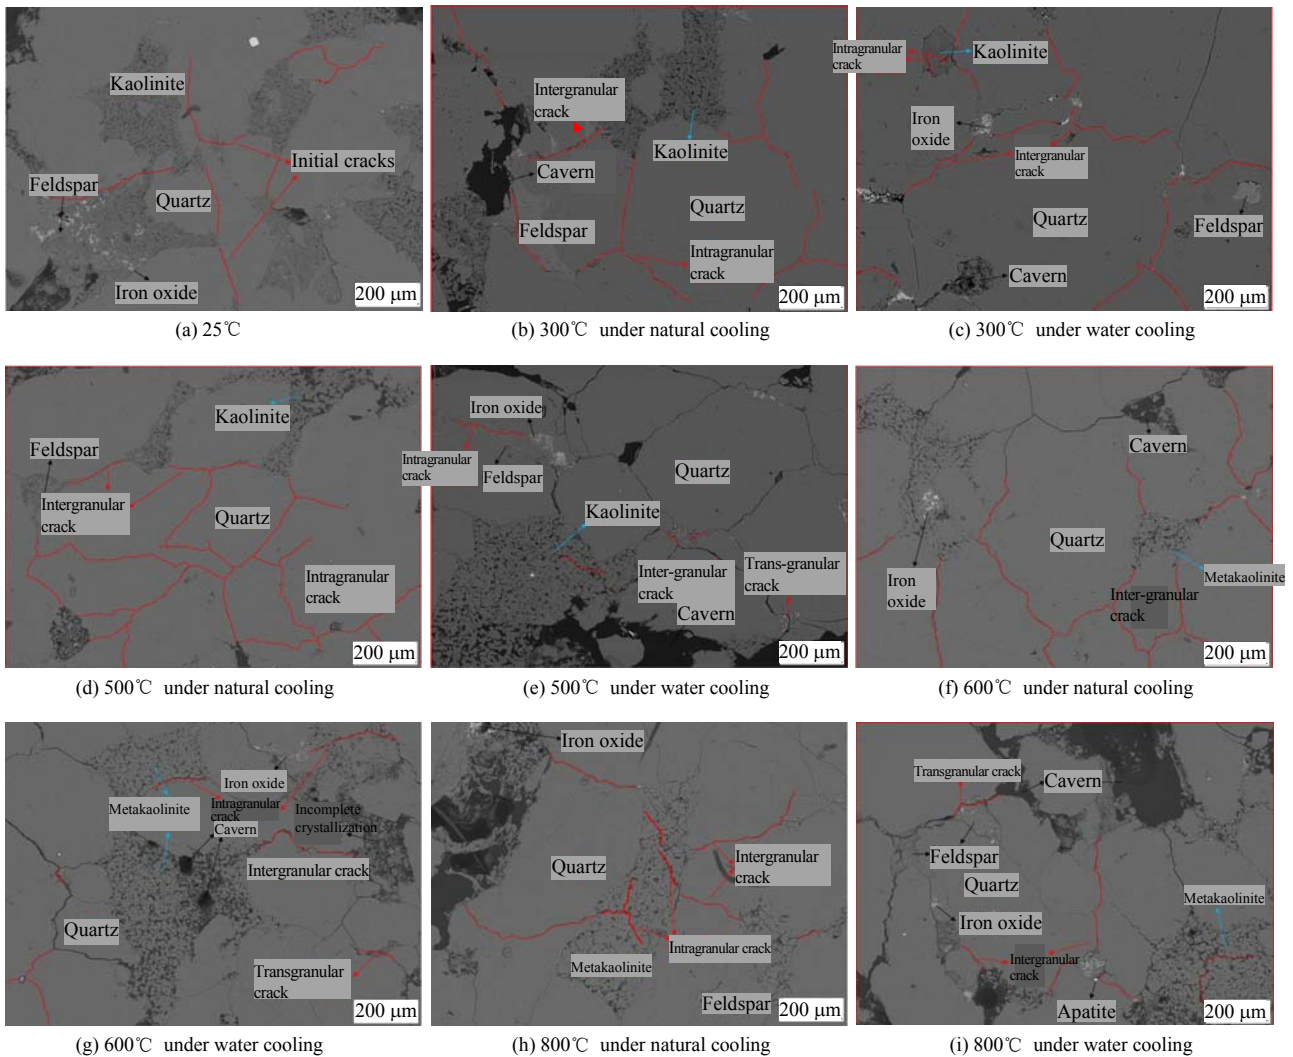 Kaolinite
Initial cracks
Feldspar
Quartz
Iron oxide
200 μm
(a) 25℃
Intergranular
crack
Kaolinite
Cavern
Quartz
Feldspar
Intragranular
crack
200 μm
(b) 300℃ under natural cooling
Intragranular
crack
Kaolinite
Iron
oxide
Intergranular
crack
Quartz
Feldspar
Cavern
200 μm
(c) 300℃ under water cooling
Kaolinite
Feldspar
Intergranular
crack
Quartz
Intragranular
crack
200 μm
(d) 500℃ under natural cooling
Iron oxide
Intragranular
crack
Feldspar
Quartz
Kaolinite
Inter-granular
crack
Trans-granular
crack
Cavern
200 μm
(e) 500℃ under water cooling
Cavern
Quartz
Iron
oxide
Metakaolinite
Inter-granular
crack
200 μm
(f) 600℃ under natural cooling
Iron oxide
Metakaolinite
Intragranular
crack
Incomplete
crystallization
Cavern
Intergranular crack
Quartz
Transgranular
crack
200 μm
(g) 600℃ under water cooling
Iron oxide
Quartz
Intergranular
crack
Intragranular crack
Metakaolinite
Feldspar
200 μm
(h) 800℃ under natural cooling
Transgranular crack
Cavern
Feldspar
Quartz
Metakaolinite
Iron oxide
Intergranular
crack
Apatite
200 μm
(i) 800℃ under water cooling